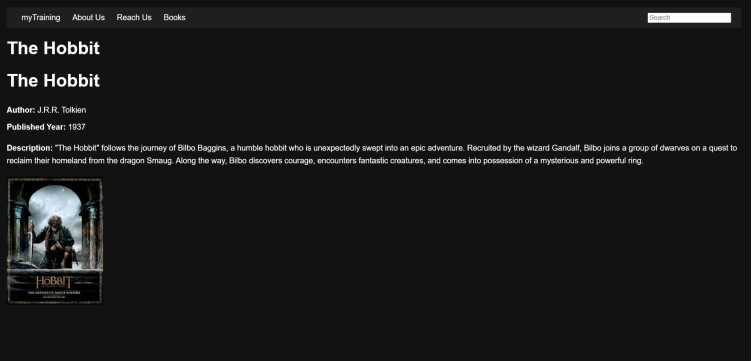 myTraining About Us Reach Us Books Search
The Hobbit
The Hobbit
Author: J.R.R. Tolkien
Published Year: 1937
Description: "The Hobbit" follows the journey of Bilbo Baggins, a humble hobbit who is unexpectedly swept into an epic adventure. Recruited by the wizard Gandalf, Bilbo joins a group of dwarves on a quest to
reclaim their homeland from the dragon Smaug. Along the way, Bilbo discovers courage, encounters fantastic creatures, and comes into possession of a mysterious and powerful ring.
THE HOBBIT